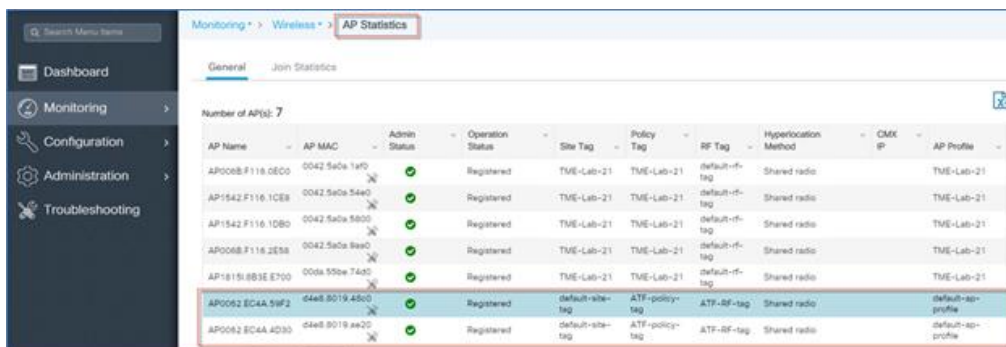 Search Menu Items
Dashboard
Monitoring
Configuration
Administration
Troubleshooting
Monitoring > Wireless > AP Statistics
General Join Statistics
Number of AP(s): 7
AP Name AP MAC Admin Status Operation Status Site Tag Policy Tag RF Tag Hyperlocation Method CMX IP AP Profile
AP006B.F116.0EC0 0042.5a0a.1af0 Registered TME-Lab-21 TME-Lab-21 default-rf-tag Shared radio TME-Lab-21
AP1542.F116.1CE8 0042.5a0a.54e0 Registered TME-Lab-21 TME-Lab-21 default-rf-tag Shared radio TME-Lab-21
AP1542.F116.1DB0 0042.5a0a.5800 Registered TME-Lab-21 TME-Lab-21 default-rf-tag Shared radio TME-Lab-21
AP006B.F116.2E58 0042.5a0a.9aa0 Registered TME-Lab-21 TME-Lab-21 default-rf-tag Shared radio TME-Lab-21
AP1815I.8B3E.E700 00da.55be.74d0 Registered TME-Lab-21 TME-Lab-21 default-rf-tag Shared radio TME-Lab-21
AP0062.EC4A.59F2 d4e8.8019.48c0 Registered default-site-tag ATF-policy-tag ATF-RF-tag Shared radio default-ap-profile
AP0062.EC4A.4D30 d4e8.8019.ae20 Registered default-site-tag ATF-policy-tag ATF-RF-tag Shared radio default-ap-profile